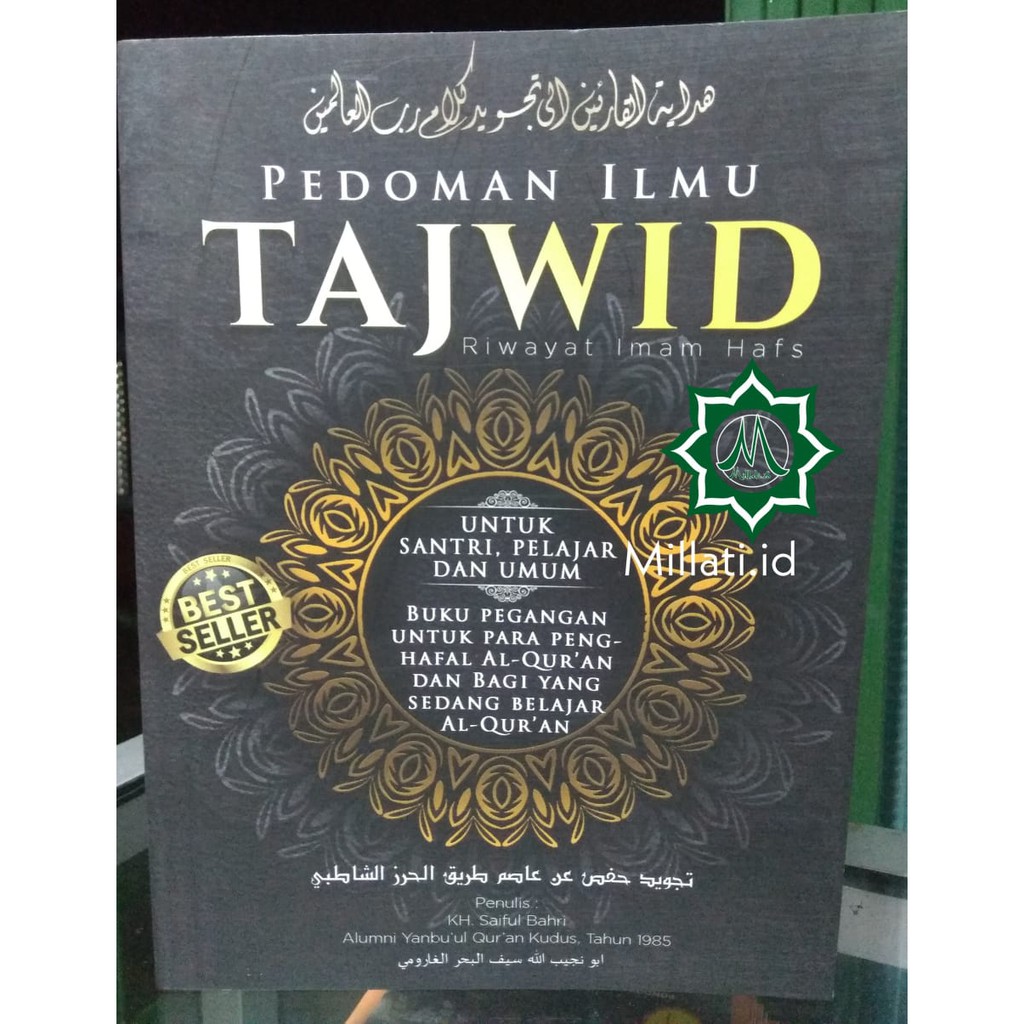 هداية القارئين الى تجويد كلام رب العالمين
PEDOMAN ILMU
TAJWID
Riwayat Imam Hafs
UNTUK
SANTRI, PELAJAR
DAN UMUM
Millati.id
BEST SELLER
BEST
SELLER
BUKU PEGANGAN
UNTUK PARA PENG-
HAFAL AL-QUR'AN
DAN BAGI YANG
SEDANG BELAJAR
AL-QUR'AN
تجويد حفص عن عاصم طريق الحرز الشاطبي
Penulis :
KH. Saiful Bahri
Alumni Yanbu'ul Qur'an Kudus, Tahun 1985
ابو نجيب الله سيف البحر الغارومي